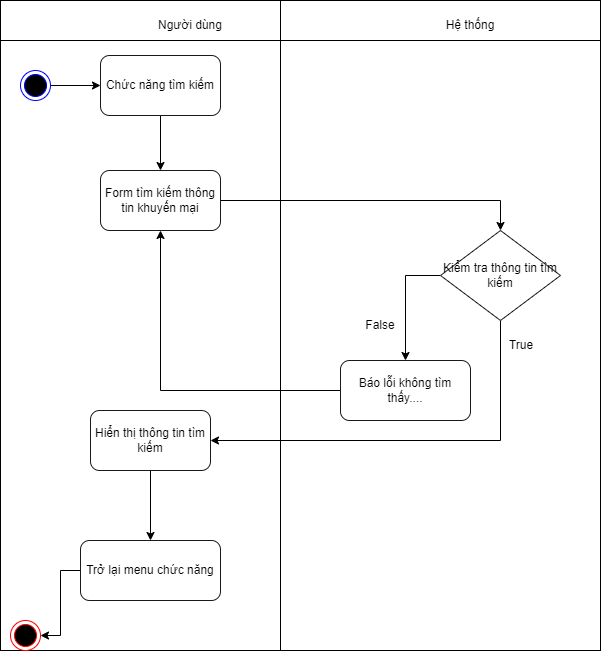 Người dùng
Hệ thống
Chức năng tìm kiếm
Form tìm kiếm thông
tin khuyến mại
Kiểm tra thông tin tìm
kiếm
False
True
Báo lỗi không tìm
thấy....
Hiển thị thông tin tìm
kiếm
Trở lại menu chức năng